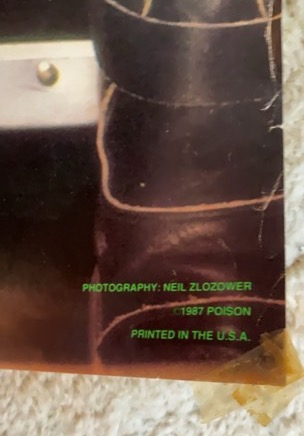 PHOTOGRAPHY: NEIL ZLOZOWER
©1987 POISON
PRINTED IN THE U.S.A.